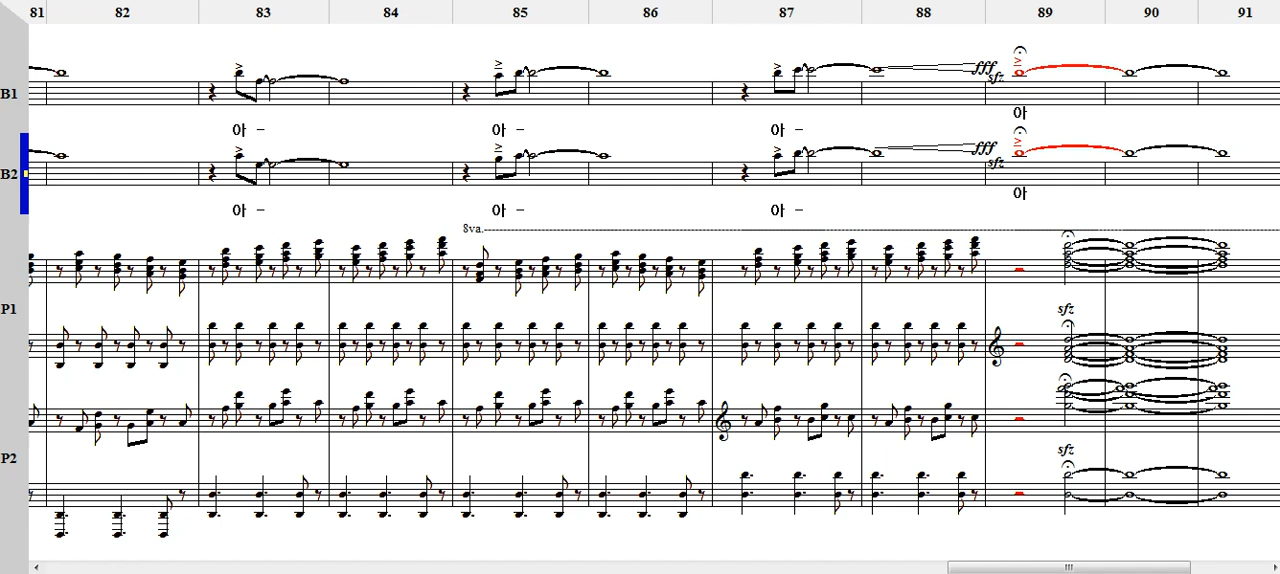 81 82 83 84 85 86 87 88 89 90 91
fff
sfz
B1
아 - 아 - 아 - 아
fff
sfz
B2
아 - 아 - 아 - 아
8va.
P1
sfz
sfz
P2